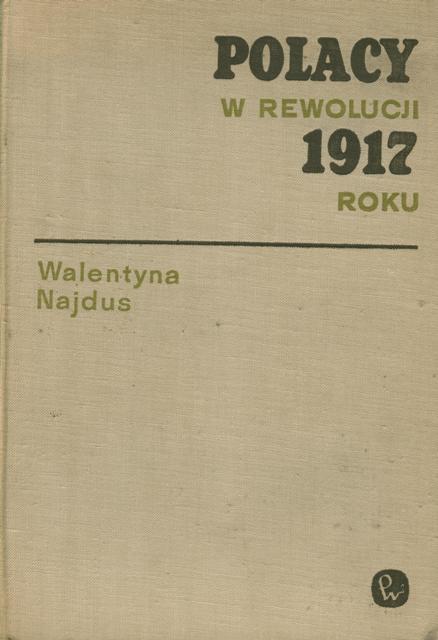 POLACY
W REWOLUCJI
1917
ROKU
Walentyna
Najdus
PW